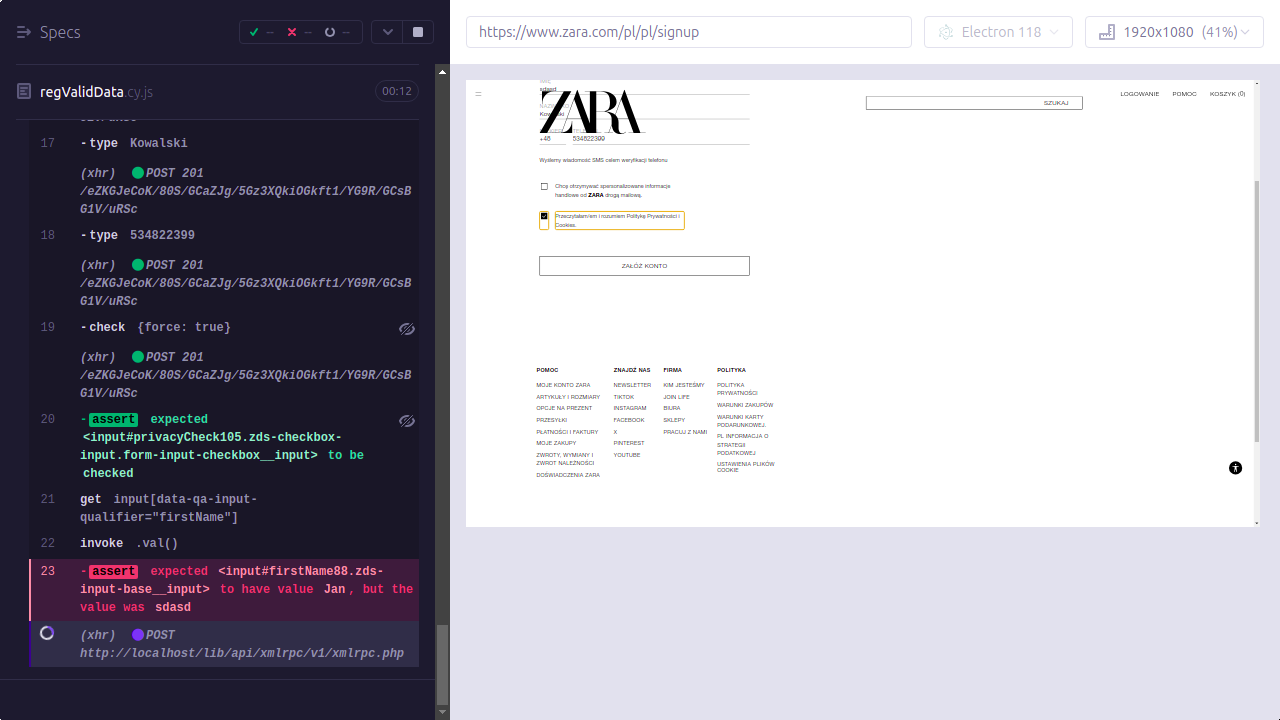 Specs
--
--
--
https://www.zara.com/pl/pl/signup
Electron 118
1920x1080 (41%)
regValidData.cy.js
00:12
17 -type Kowalski
(xhr) POST 201
/eZKGJeCoK/80S/GCaZJg/5Gz3XQkiOGkft1/YG9R/GCsB
G1V/uRSc
18 -type 534822399
(xhr) POST 201
/eZKGJeCoK/80S/GCaZJg/5Gz3XQkiOGkft1/YG9R/GCsB
G1V/uRSc
19 -check {force: true}
(xhr) POST 201
/eZKGJeCoK/80S/GCaZJg/5Gz3XQkiOGkft1/YG9R/GCsB
G1V/uRSc
20 -assert expected
<input#privacyCheck105.zds-checkbox-
input.form-input-checkbox__input> to be
checked
21 get input[data-qa-input-
qualifier="firstName"]
22 invoke .val()
23 -assert expected <input#firstName88.zds-
input-base__input> to have value Jan, but the
value was sdasd
(xhr) POST
http://localhost/lib/api/xmlrpc/v1/xmlrpc.php
ZARA
SZUKAJ
LOGOWANIE
POMOC
KOSZYK (0)
sdasd
Kowalski
+48 534822399
Wyślemy wiadomość SMS celem weryfikacji telefonu
Chcę otrzymywać spersonalizowane informacje
handlowe od ZARA drogą mailową.
Przeczytałam/em i rozumiem Politykę Prywatności i
Cookies.
ZAŁÓŻ KONTO
POMOC
MOJE KONTO ZARA
ARTYKUŁY I ROZMIARY
OPCJE NA PREZENT
PRZESYŁKI
PŁATNOŚCI I FAKTURY
MOJE ZAKUPY
ZWROTY, WYMIANY I
ZWROT NALEŻNOŚCI
DOŚWIADCZENIA ZARA
ZNAJDŹ NAS
NEWSLETTER
TIKTOK
INSTAGRAM
FACEBOOK
X
PINTEREST
YOUTUBE
FIRMA
KIM JESTEŚMY
JOIN LIFE
BIURA
SKLEPY
PRACUJ Z NAMI
POLITYKA
POLITYKA
PRYWATNOŚCI
WARUNKI ZAKUPÓW
WARUNKI KARTY
PODARUNKOWEJ.
PL INFORMACJA O
STRATEGII
PODATKOWEJ
USTAWIENIA PLIKÓW
COOKIE